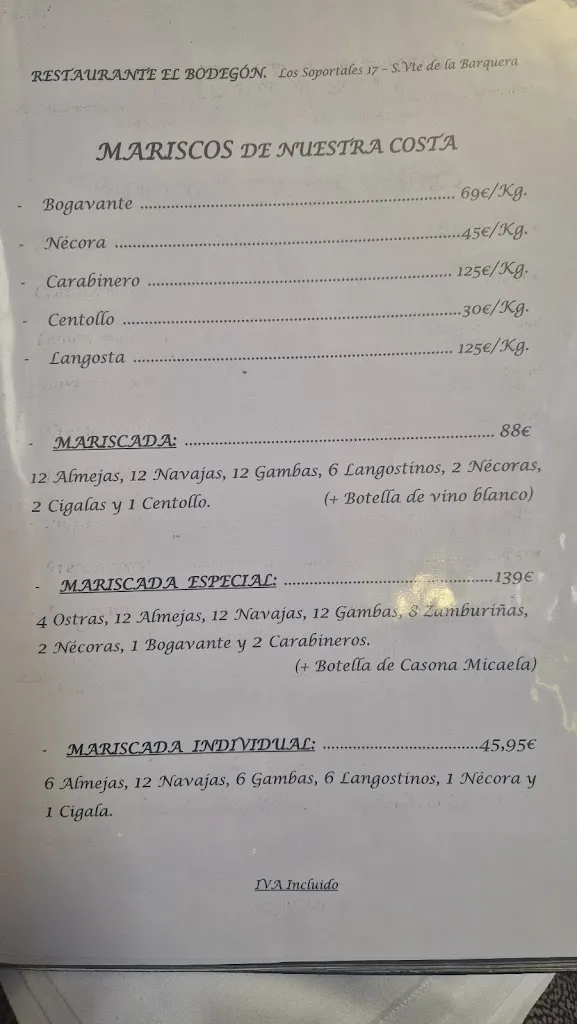 RESTAURANTE EL BODEGÓN. Los Soportales 17 - S.Vte de la Barquera
MARISCOS DE NUESTRA COSTA
- Bogavante ........................................................ 69€/Kg.
- Nécora ........................................................45€/Kg.
- Carabinero ........................................................ 125€/Kg.
- Centollo ........................................................30€/Kg.
- Langosta ........................................................ 125€/Kg.
- MARISCADA: ........................................................ 88€
12 Almejas, 12 Navajas, 12 Gambas, 6 Langostinos, 2 Nécoras,
2 Cigalas y 1 Centollo. (+ Botella de vino blanco)
- MARISCADA ESPECIAL: ........................................139€
4 Ostras, 12 Almejas, 12 Navajas, 12 Gambas, 8 Zamburiñas,
2 Nécoras, 1 Bogavante y 2 Carabineros.
(+ Botella de Casona Micaela)
- MARISCADA INDIVIDUAL: ..............................45,95€
6 Almejas, 12 Navajas, 6 Gambas, 6 Langostinos, 1 Nécora y
1 Cigala.
IVA Incluido